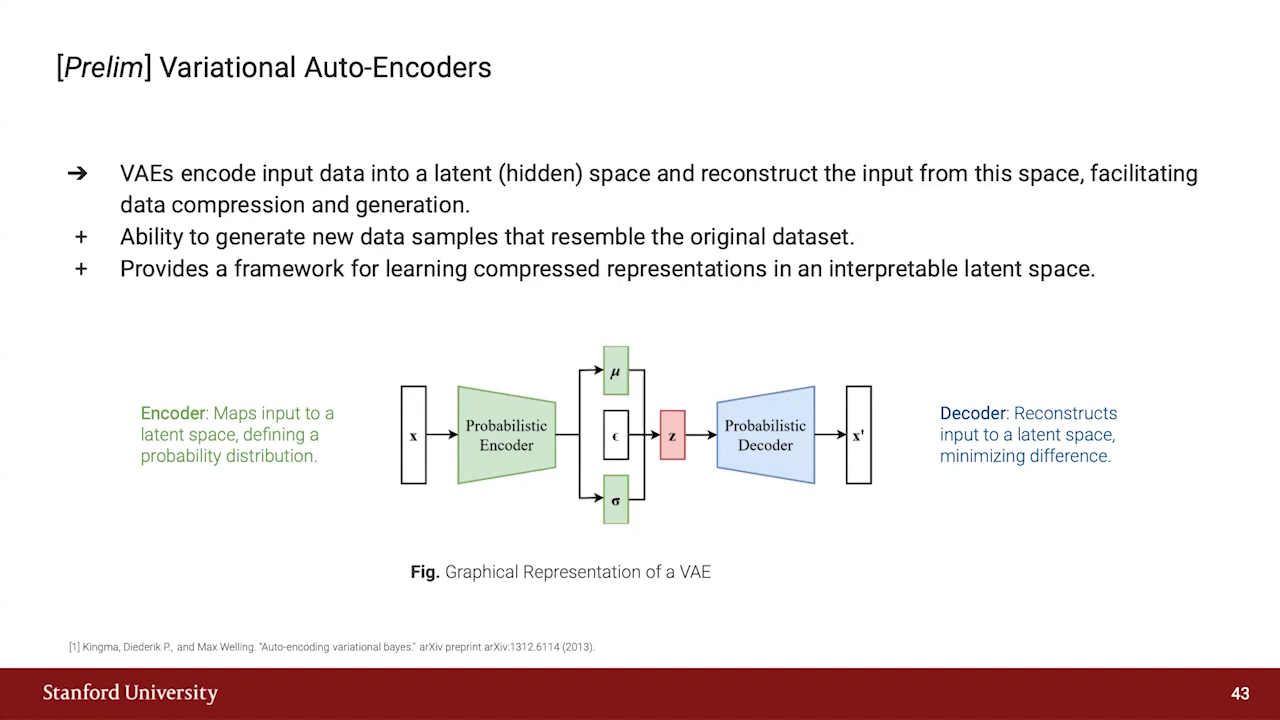 [Prelim] Variational Auto-Encoders
➔ VAEs encode input data into a latent (hidden) space and reconstruct the input from this space, facilitating
data compression and generation.
+ Ability to generate new data samples that resemble the original dataset.
+ Provides a framework for learning compressed representations in an interpretable latent space.
Encoder: Maps input to a
latent space, defining a
probability distribution.
x
Probabilistic
Encoder
μ
ϵ
σ
z
Probabilistic
Decoder
x'
Decoder: Reconstructs
input to a latent space,
minimizing difference.
Fig. Graphical Representation of a VAE
[1] Kingma, Diederik P., and Max Welling. "Auto-encoding variational bayes." arXiv preprint arXiv:1312.6114 (2013).
Stanford University
43